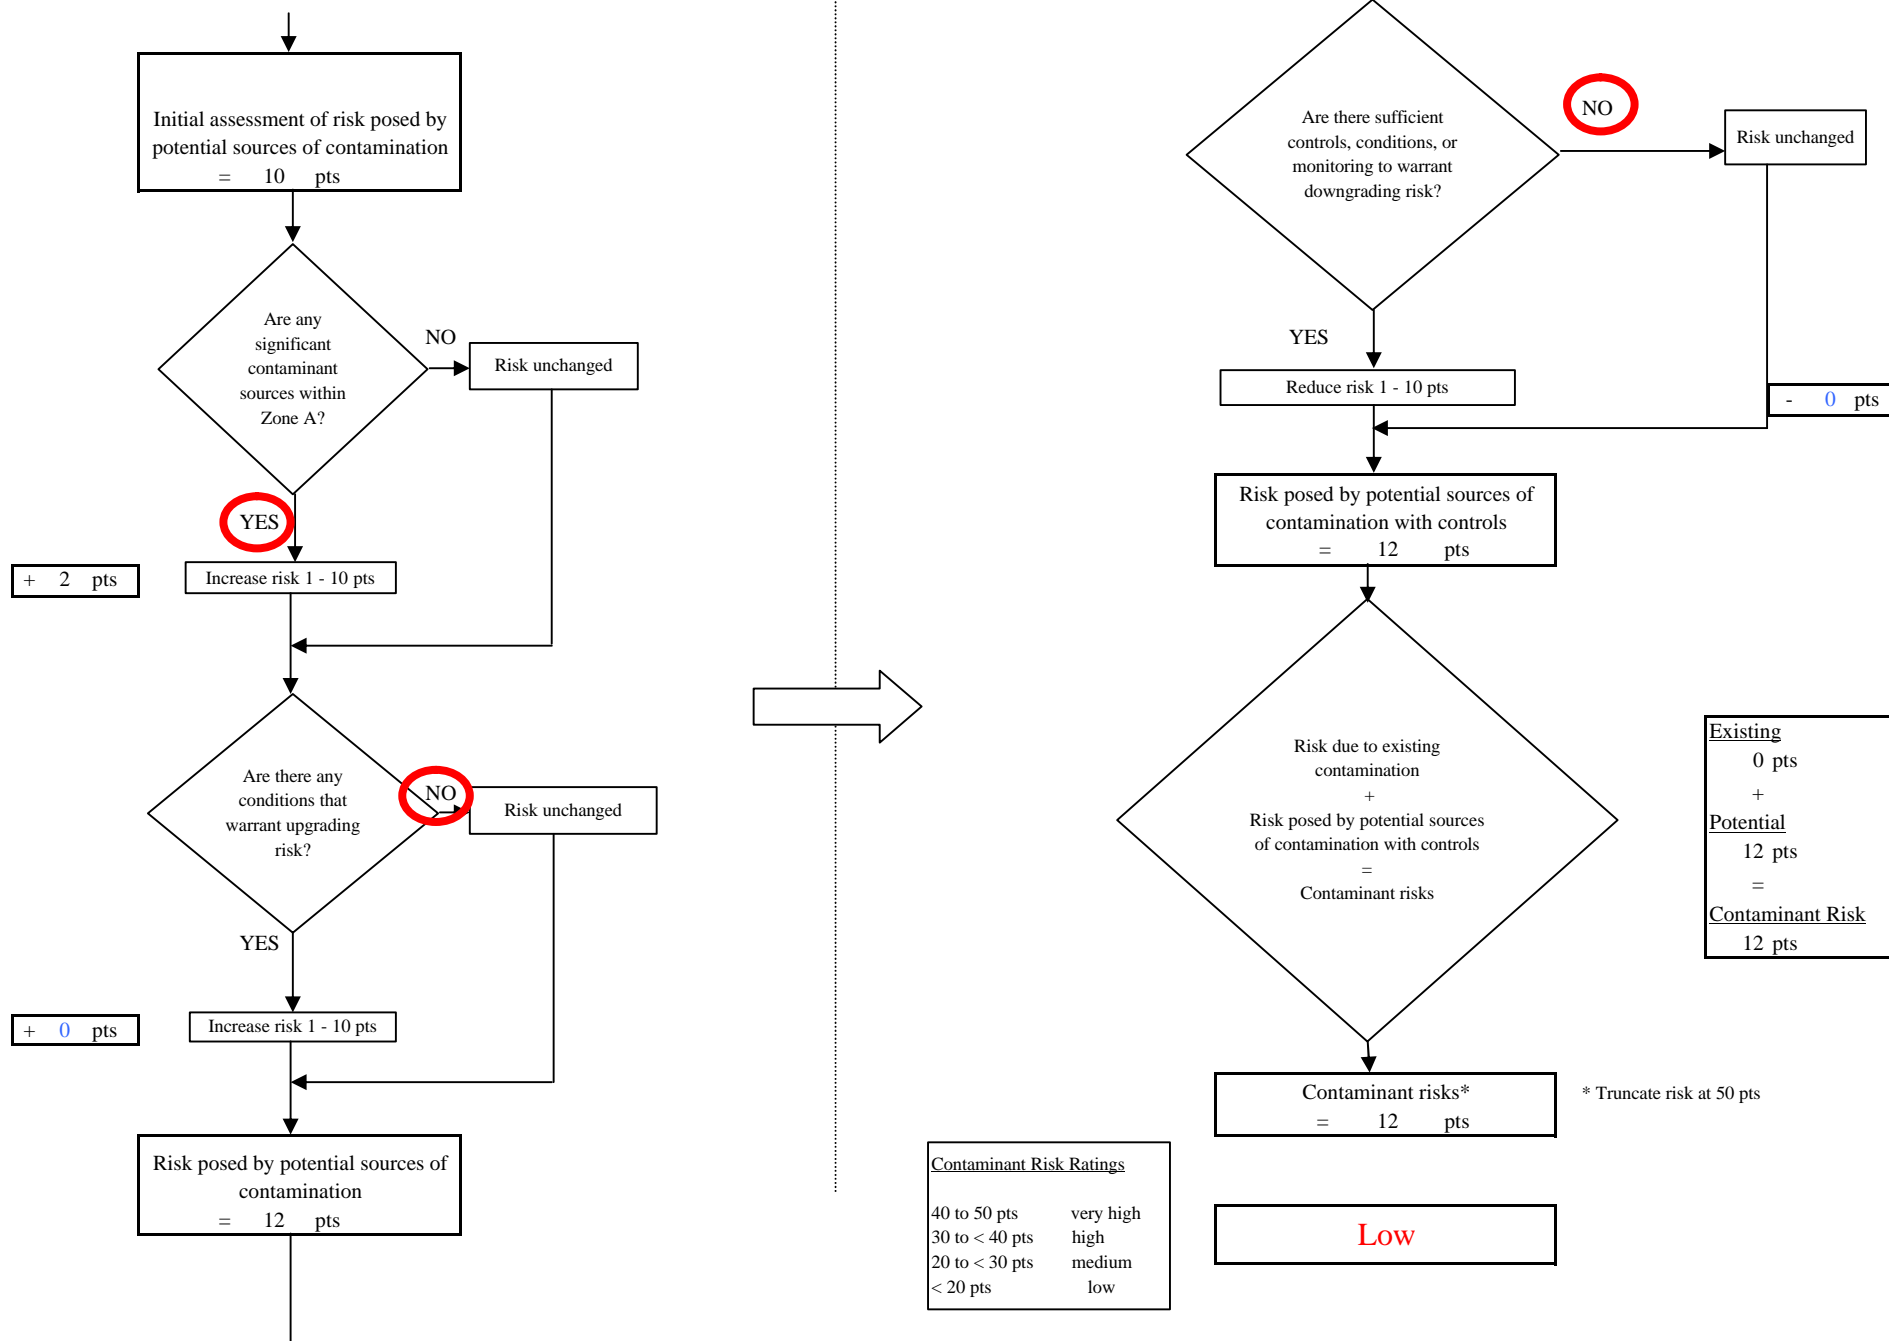 Initial assessment of risk posed by
potential sources of contamination
= 10 pts
Are any
significant
contaminant
sources within
Zone A?
NO
Risk unchanged
YES
+ 2 pts
Increase risk 1 - 10 pts
Are there any
conditions that
warrant upgrading
risk?
NO
Risk unchanged
YES
+ 0 pts
Increase risk 1 - 10 pts
Risk posed by potential sources of
contamination
= 12 pts
Are there sufficient
controls, conditions, or
monitoring to warrant
downgrading risk?
NO
Risk unchanged
YES
Reduce risk 1 - 10 pts
- 0 pts
Risk posed by potential sources of
contamination with controls
= 12 pts
Risk due to existing
contamination
+
Risk posed by potential sources
of contamination with controls
=
Contaminant risks
Existing
0 pts
+
Potential
12 pts
=
Contaminant Risk
12 pts
Contaminant risks*
= 12 pts
* Truncate risk at 50 pts
Contaminant Risk Ratings
40 to 50 pts very high
30 to < 40 pts high
20 to < 30 pts medium
< 20 pts low
Low